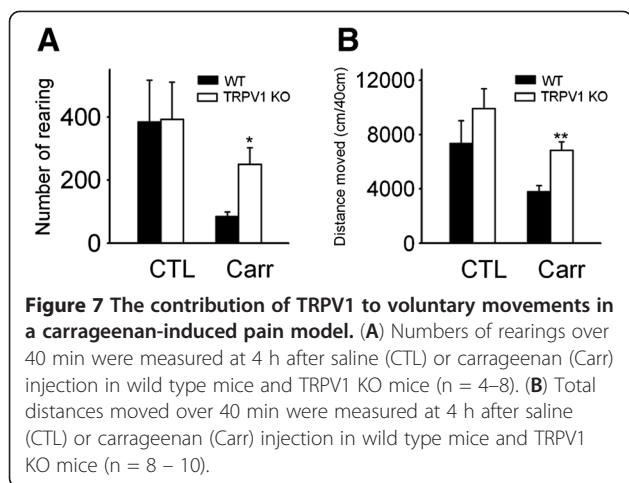 A
B
WT
TRPV1 KO
WT
TRPV1 KO
Number of rearing
400
200
0
*
CTL
Carr
Distance moved (cm/40cm)
12000
8000
4000
0
**
CTL
Carr
Figure 7 The contribution of TRPV1 to voluntary movements in
a carrageenan-induced pain model. (A) Numbers of rearings over
40 min were measured at 4 h after saline (CTL) or carrageenan (Carr)
injection in wild type mice and TRPV1 KO mice (n = 4–8). (B) Total
distances moved over 40 min were measured at 4 h after saline
(CTL) or carrageenan (Carr) injection in wild type mice and TRPV1
KO mice (n = 8 – 10).